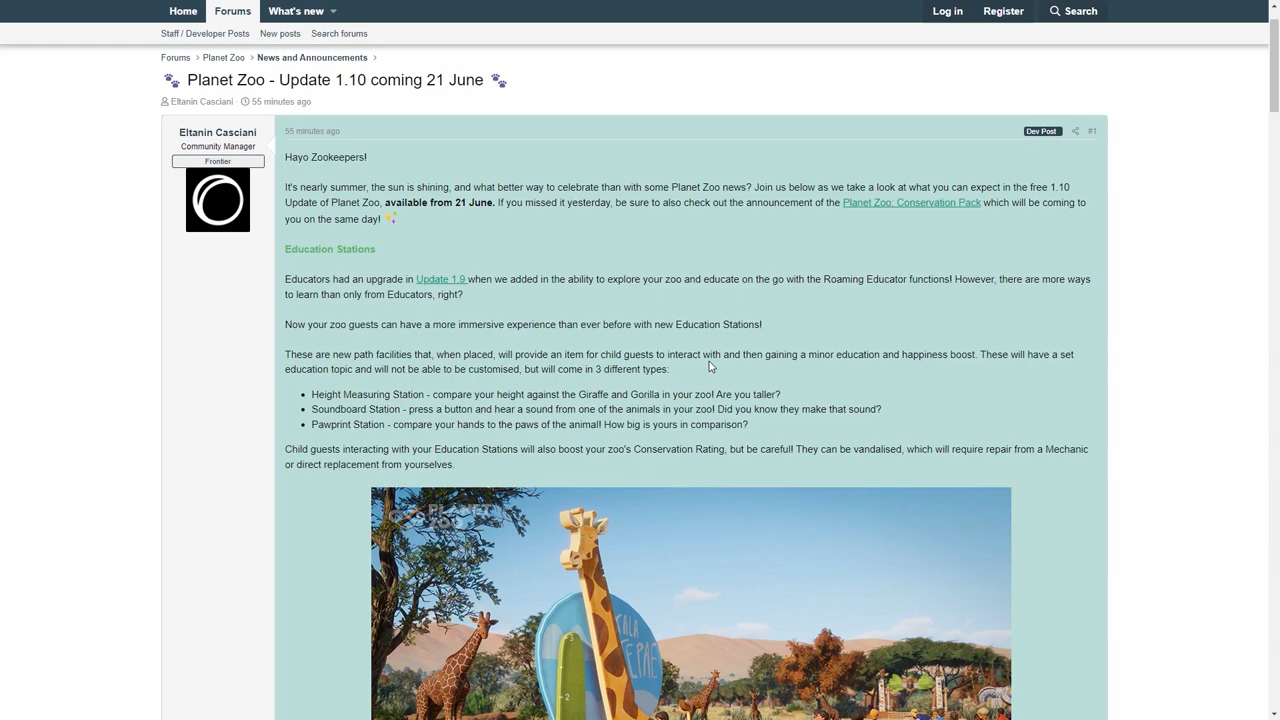 Home Forums What's new Log in Register Search
Staff / Developer Posts New posts Search forums
Forums > Planet Zoo > News and Announcements >
🐾 Planet Zoo - Update 1.10 coming 21 June 🐾
Eltanin Casciani · 55 minutes ago
Eltanin Casciani
Community Manager
Frontier
55 minutes ago Dev Post #1
Hayo Zookeepers!
It's nearly summer, the sun is shining, and what better way to celebrate than with some Planet Zoo news? Join us below as we take a look at what you can expect in the free 1.10
Update of Planet Zoo, available from 21 June. If you missed it yesterday, be sure to also check out the announcement of the Planet Zoo: Conservation Pack which will be coming to
you on the same day! ✨
Education Stations
Educators had an upgrade in Update 1.9 when we added in the ability to explore your zoo and educate on the go with the Roaming Educator functions! However, there are more ways
to learn than only from Educators, right?
Now your zoo guests can have a more immersive experience than ever before with new Education Stations!
These are new path facilities that, when placed, will provide an item for child guests to interact with and then gaining a minor education and happiness boost. These will have a set
education topic and will not be able to be customised, but will come in 3 different types:
• Height Measuring Station - compare your height against the Giraffe and Gorilla in your zoo! Are you taller?
• Soundboard Station - press a button and hear a sound from one of the animals in your zoo! Did you know they make that sound?
• Pawprint Station - compare your hands to the paws of the animal! How big is yours in comparison?
Child guests interacting with your Education Stations will also boost your zoo's Conservation Rating, but be careful! They can be vandalised, which will require repair from a Mechanic
or direct replacement from yourselves.
PLANET
ZOO
3
2